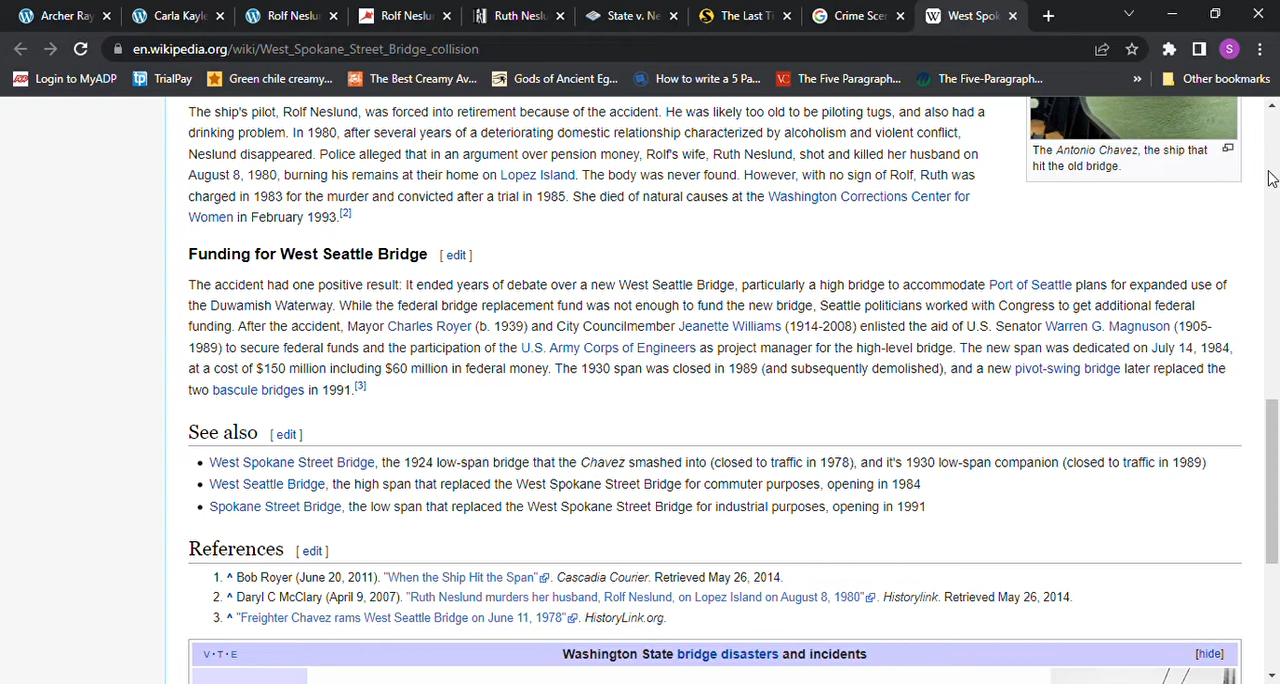 Archer Ray
Carla Kayle
Rolf Neslu
Rolf Neslu
Ruth Neslu
State v. Ne
The Last Ti
Crime Scen
West Spok
en.wikipedia.org/wiki/West_Spokane_Street_Bridge_collision
S
Login to MyADP
tp TrialPay
Green chile creamy...
The Best Creamy Av...
Gods of Ancient Eg...
How to write a 5 Pa...
VC The Five Paragraph...
The Five-Paragraph...
»
Other bookmarks
The ship's pilot, Rolf Neslund, was forced into retirement because of the accident. He was likely too old to be piloting tugs, and also had a
drinking problem. In 1980, after several years of a deteriorating domestic relationship characterized by alcoholism and violent conflict,
Neslund disappeared. Police alleged that in an argument over pension money, Rolf's wife, Ruth Neslund, shot and killed her husband on
August 8, 1980, burning his remains at their home on Lopez Island. The body was never found. However, with no sign of Rolf, Ruth was
charged in 1983 for the murder and convicted after a trial in 1985. She died of natural causes at the Washington Corrections Center for
Women in February 1993.[2]
The Antonio Chavez, the ship that
hit the old bridge.
Funding for West Seattle Bridge [ edit ]
The accident had one positive result: It ended years of debate over a new West Seattle Bridge, particularly a high bridge to accommodate Port of Seattle plans for expanded use of
the Duwamish Waterway. While the federal bridge replacement fund was not enough to fund the new bridge, Seattle politicians worked with Congress to get additional federal
funding. After the accident, Mayor Charles Royer (b. 1939) and City Councilmember Jeanette Williams (1914-2008) enlisted the aid of U.S. Senator Warren G. Magnuson (1905-
1989) to secure federal funds and the participation of the U.S. Army Corps of Engineers as project manager for the high-level bridge. The new span was dedicated on July 14, 1984,
at a cost of $150 million including $60 million in federal money. The 1930 span was closed in 1989 (and subsequently demolished), and a new pivot-swing bridge later replaced the
two bascule bridges in 1991.[3]
See also [ edit ]
• West Spokane Street Bridge, the 1924 low-span bridge that the Chavez smashed into (closed to traffic in 1978), and it's 1930 low-span companion (closed to traffic in 1989)
• West Seattle Bridge, the high span that replaced the West Spokane Street Bridge for commuter purposes, opening in 1984
• Spokane Street Bridge, the low span that replaced the West Spokane Street Bridge for industrial purposes, opening in 1991
References [ edit ]
1. ^ Bob Royer (June 20, 2011). "When the Ship Hit the Span". Cascadia Courier. Retrieved May 26, 2014.
2. ^ Daryl C McClary (April 9, 2007). "Ruth Neslund murders her husband, Rolf Neslund, on Lopez Island on August 8, 1980". Historylink. Retrieved May 26, 2014.
3. ^ "Freighter Chavez rams West Seattle Bridge on June 11, 1978". HistoryLink.org.
V·T·E
Washington State bridge disasters and incidents
[hide]